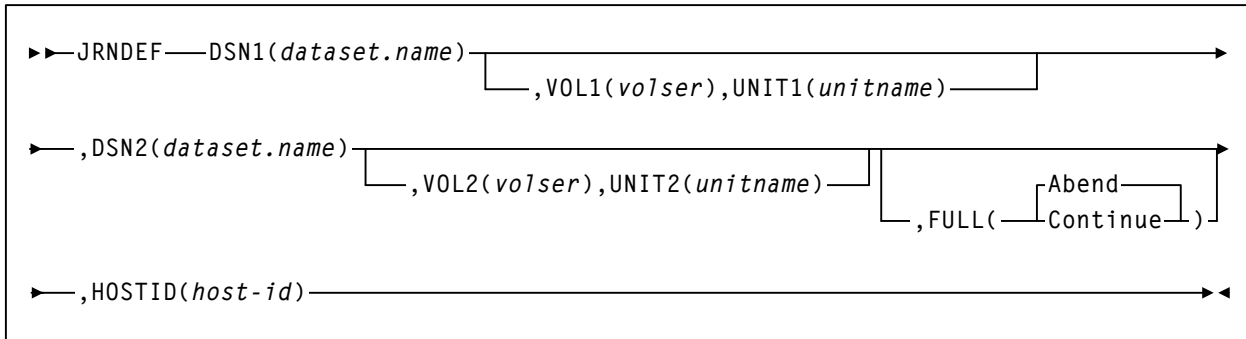 JRNDEF DSN1(dataset.name)
,VOL1(volser),UNIT1(unitname)
,DSN2(dataset.name)
,VOL2(volser),UNIT2(unitname)
Abend
,FULL( Continue )
,HOSTID(host-id)